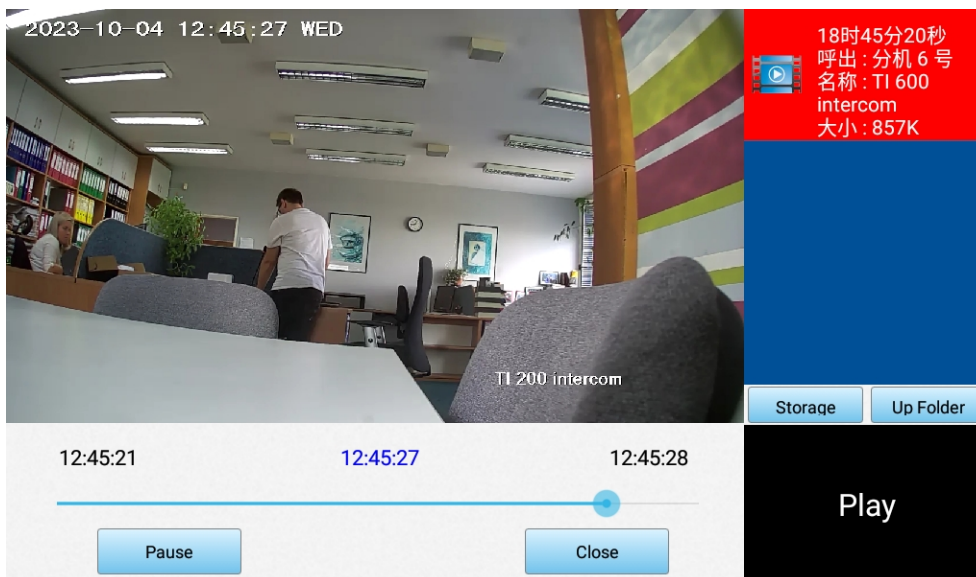 2023-10-04 12:45:27 WED
TI 200 intercom
18时45分20秒
呼出 : 分机 6 号
名称 : TI 600
intercom
大小 : 857K
Storage
Up Folder
12:45:21
12:45:27
12:45:28
Pause
Close
Play